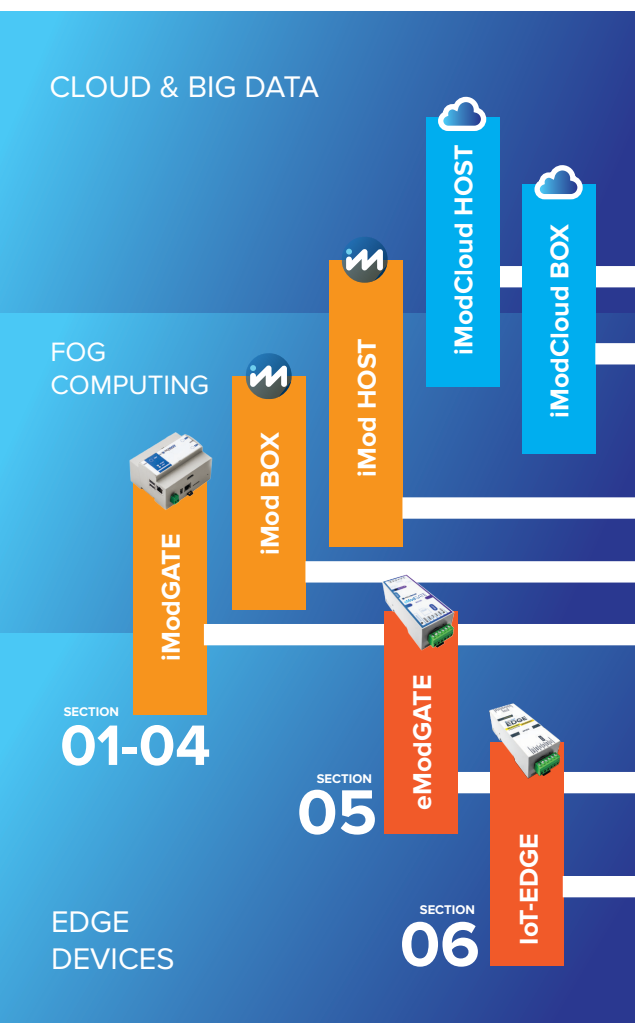 CLOUD & BIG DATA
iModCloud HOST
iModCloud BOX
iMod HOST
FOG
COMPUTING
iMod BOX
iModGATE
SECTION
01-04
eModGATE
SECTION
05
EDGE
IoT-EDGE
SECTION
06
EDGE
DEVICES